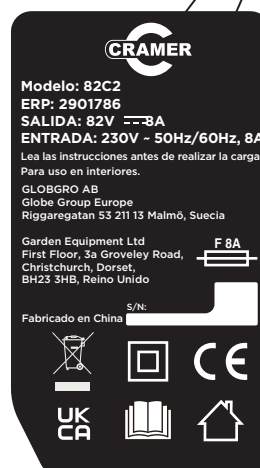 CRAMER
Modelo: 82C2
ERP: 2901786
SALIDA: 82V ⎓8A
ENTRADA: 230V ~ 50Hz/60Hz, 8A
Lea las instrucciones antes de realizar la carga
Para uso en interiores.
GLOBGRO AB
Globe Group Europe
Riggaregatan 53 211 13 Malmö, Suecia
Garden Equipment Ltd
First Floor, 3a Groveley Road,
Christchurch, Dorset,
BH23 3HB, Reino Unido
F 8A
S/N:
Fabricado en China
CE
UK
CA